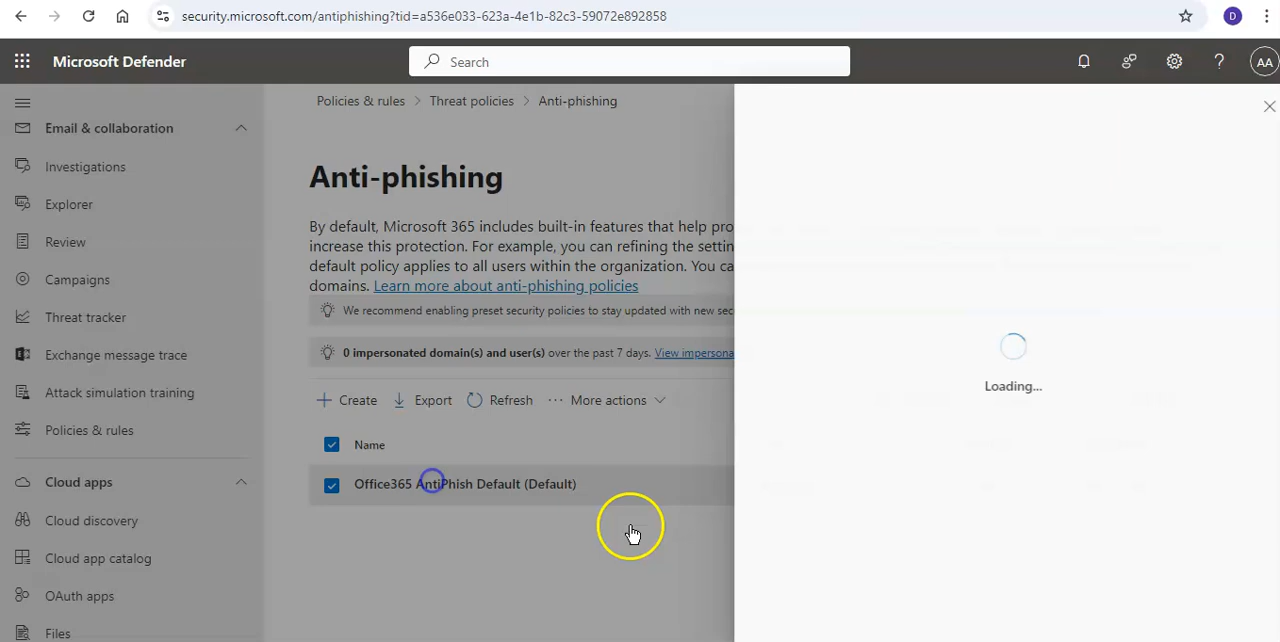 security.microsoft.com/antiphishing?tid=a536e033-623a-4e1b-82c3-59072e892858
D
Microsoft Defender
Search
AA
Email & collaboration
Investigations
Explorer
Review
Campaigns
Threat tracker
Exchange message trace
Attack simulation training
Policies & rules
Cloud apps
Cloud discovery
Cloud app catalog
OAuth apps
Files
Policies & rules > Threat policies > Anti-phishing
Anti-phishing
By default, Microsoft 365 includes built-in features that help pro
increase this protection. For example, you can refining the settin
default policy applies to all users within the organization. You ca
domains. Learn more about anti-phishing policies
We recommend enabling preset security policies to stay updated with new sec
0 impersonated domain(s) and user(s) over the past 7 days. View impersona
Create Export Refresh More actions
Name
Office365 AntiPhish Default (Default)
Loading...